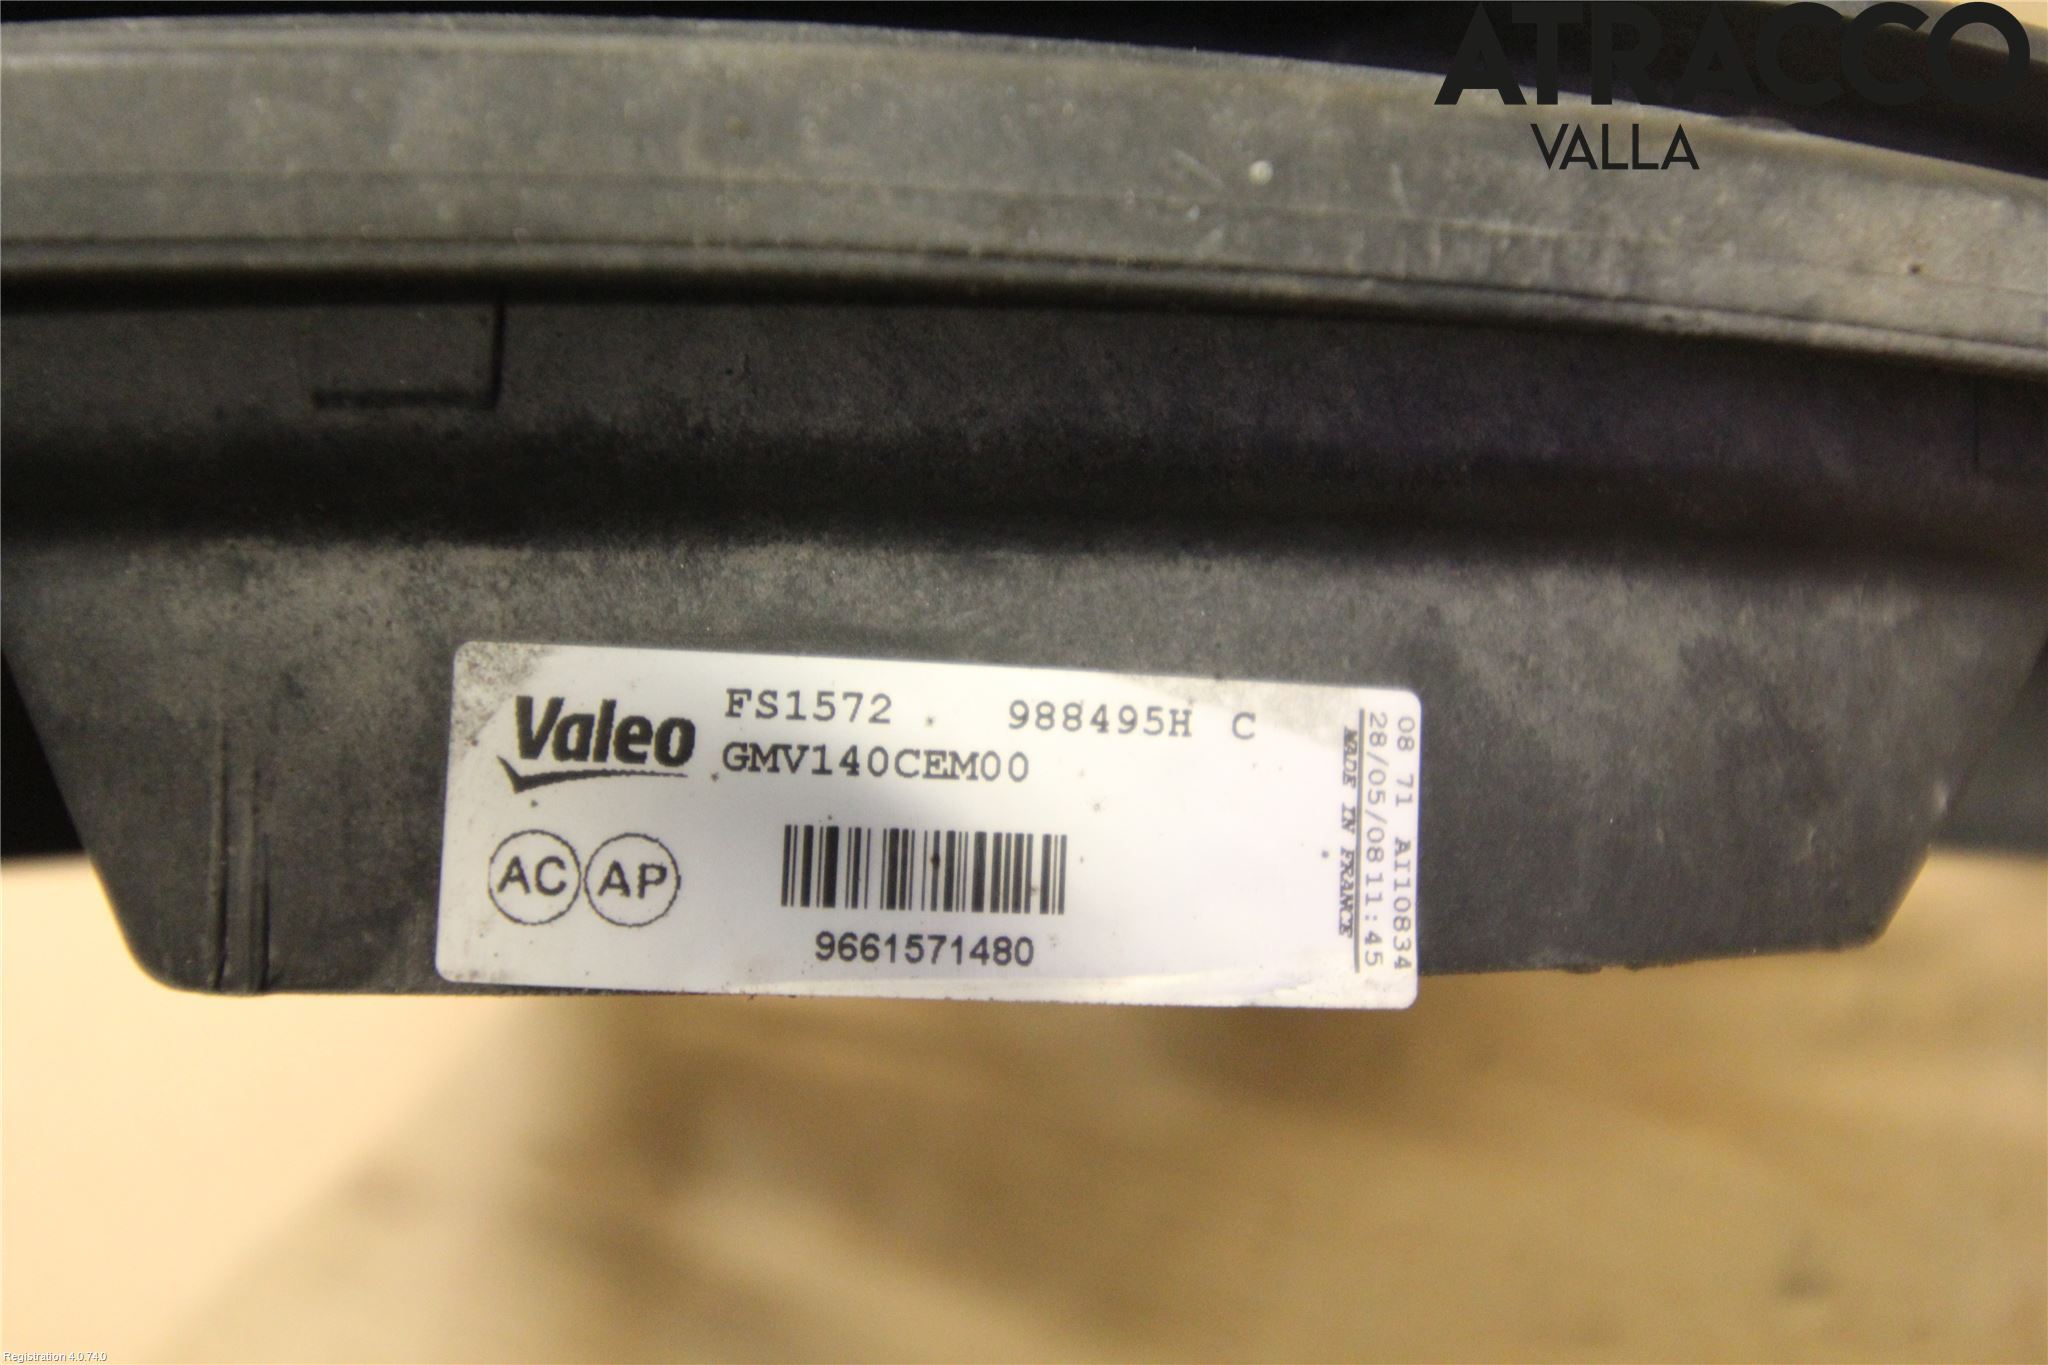 ATRACCO
VALLA
Valeo
FS1572 988495H C
GMV140CEM00
AC AP
9661571480
MADE IN FRANCE
28/05/08 11:45
08 71 AI10834
Registration 4.0.74.0